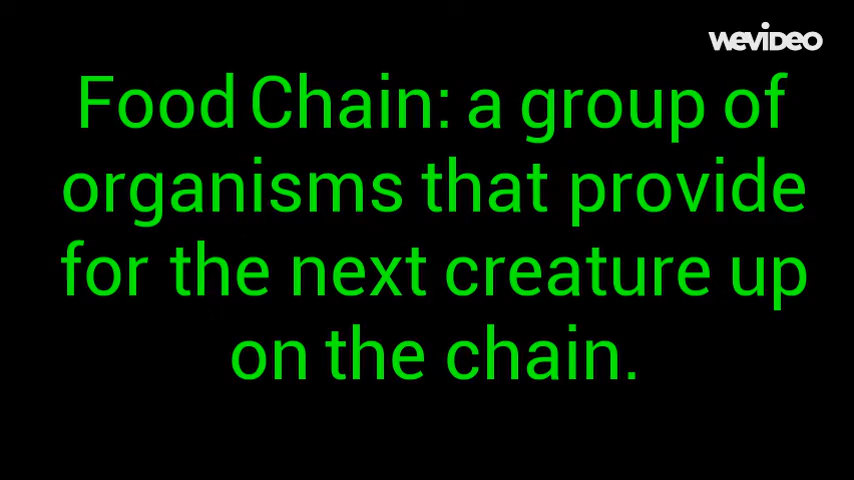 wevideo
Food Chain: a group of
organisms that provide
for the next creature up
on the chain.